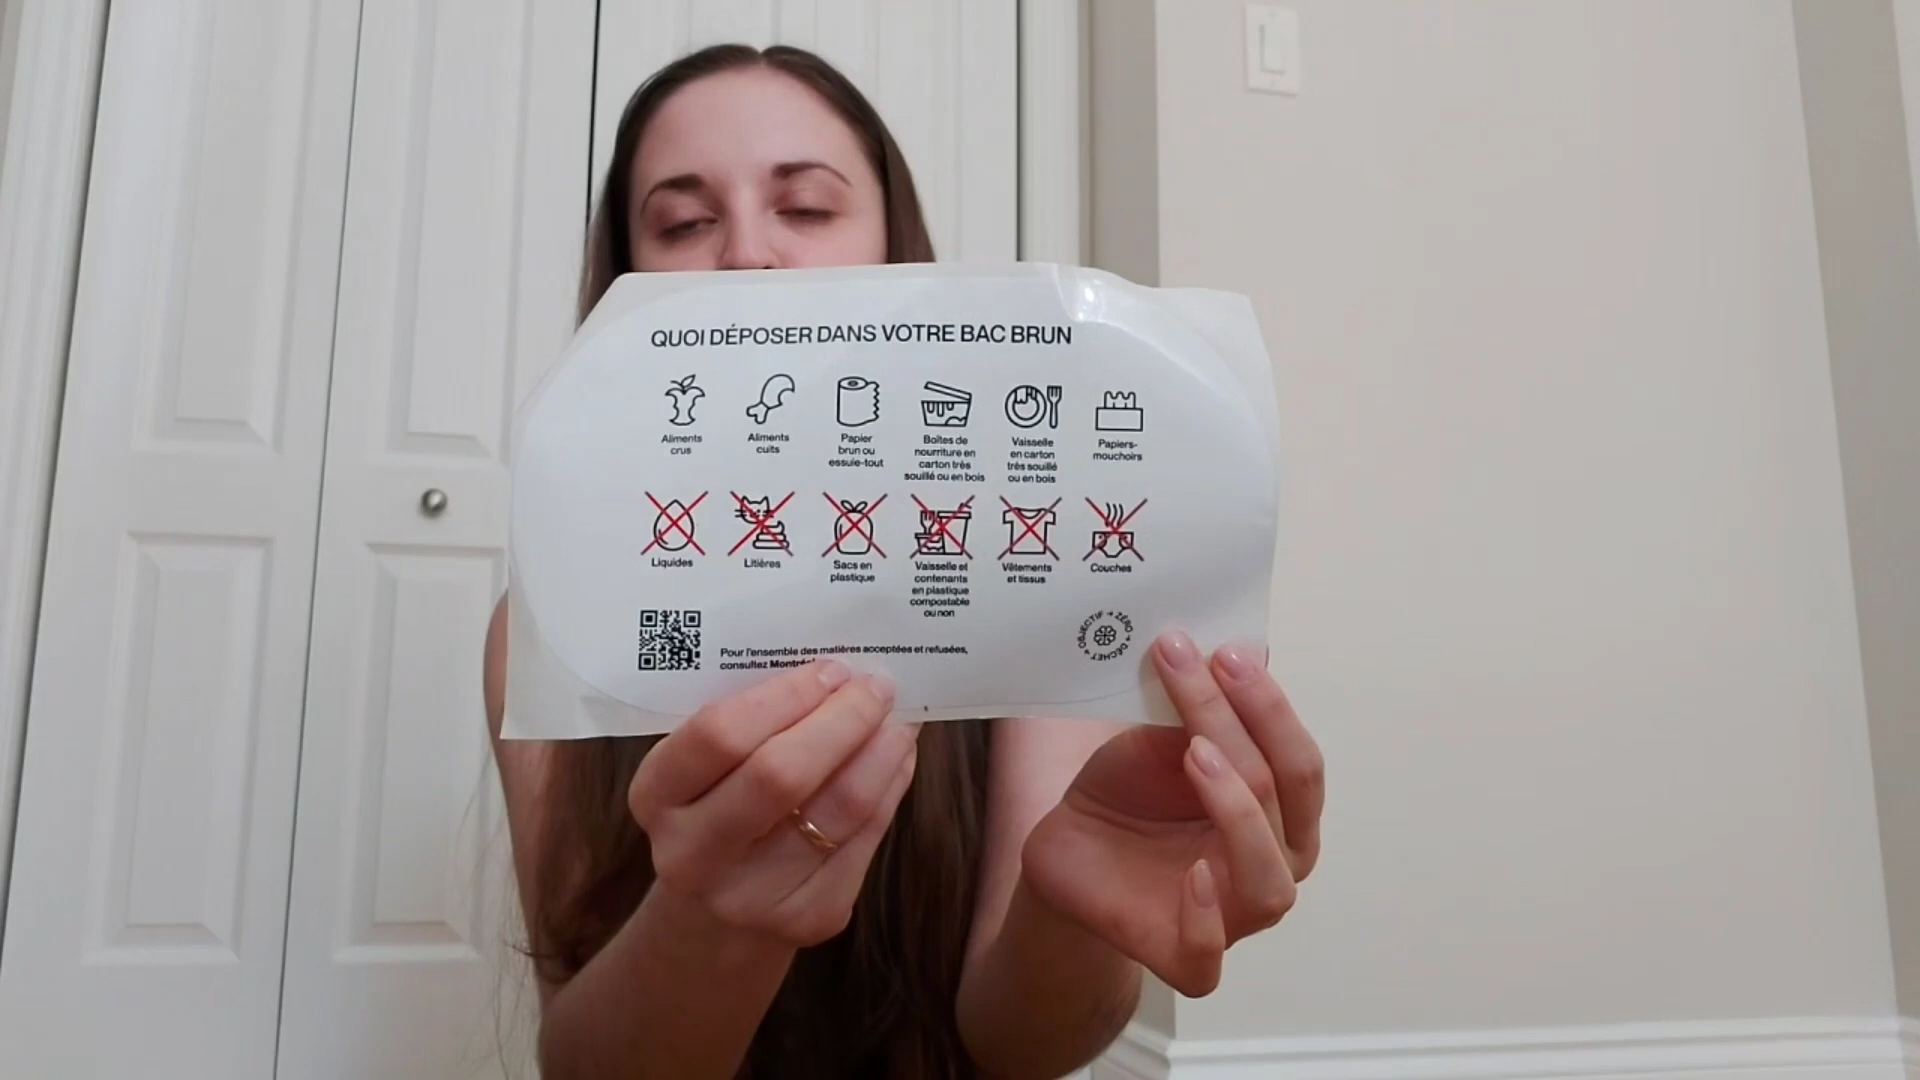 QUOI DÉPOSER DANS VOTRE BAC BRUN
Aliments
crus
Aliments
cuits
Papier
brun ou
essuie-tout
Boîtes de
nourriture en
carton très
souillé ou en bois
Vaisselle
en carton
très souillé
ou en bois
Papiers-
mouchoirs
Liquides
Litières
Sacs en
plastique
Vaisselle et
contenants
en plastique
compostable
ou non
Vêtements
et tissus
Couches
Pour l'ensemble des matières acceptées et refusées,
consultez
OBJECTIF → ZÉRO → DÉCHET →